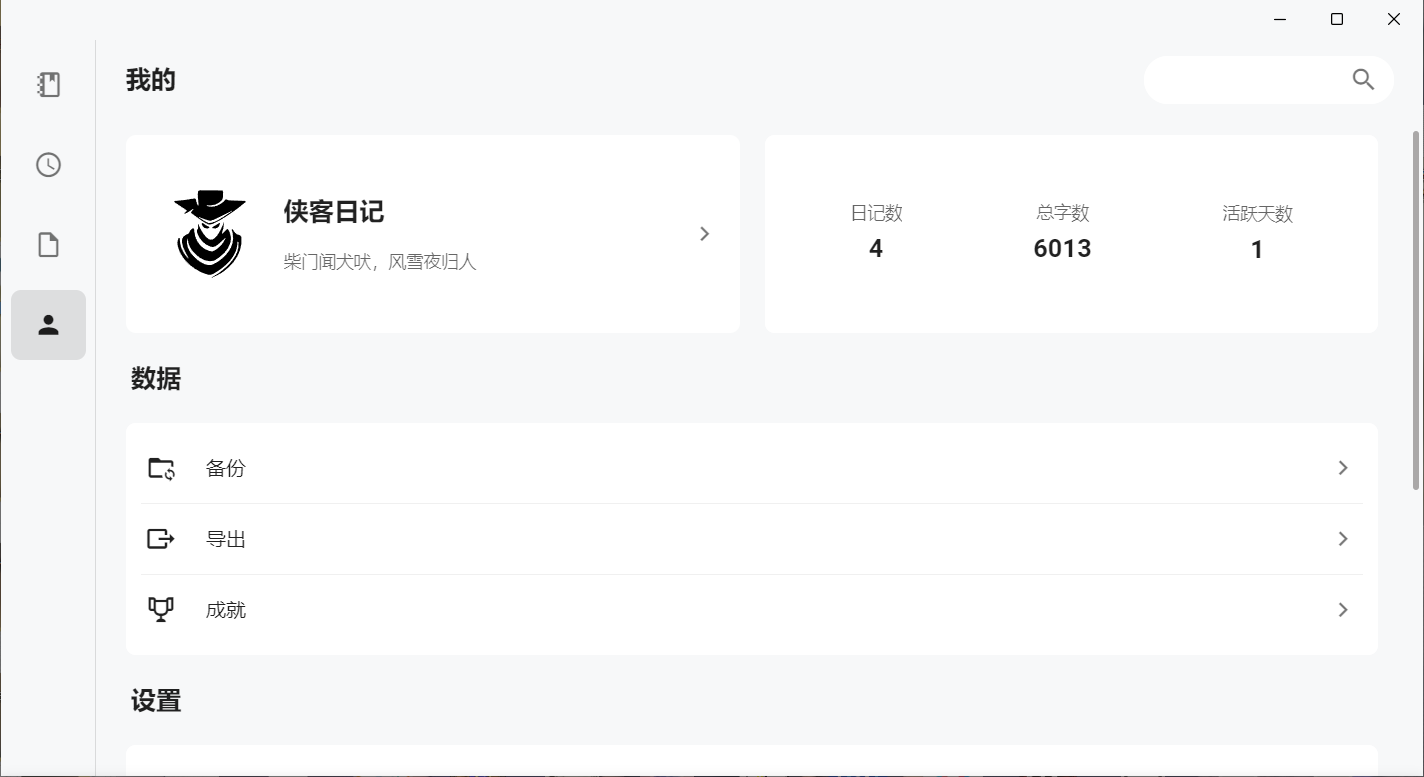 我的
侠客日记
柴门闻犬吠，风雪夜归人
日记数
4
总字数
6013
活跃天数
1
数据
备份
导出
成就
设置